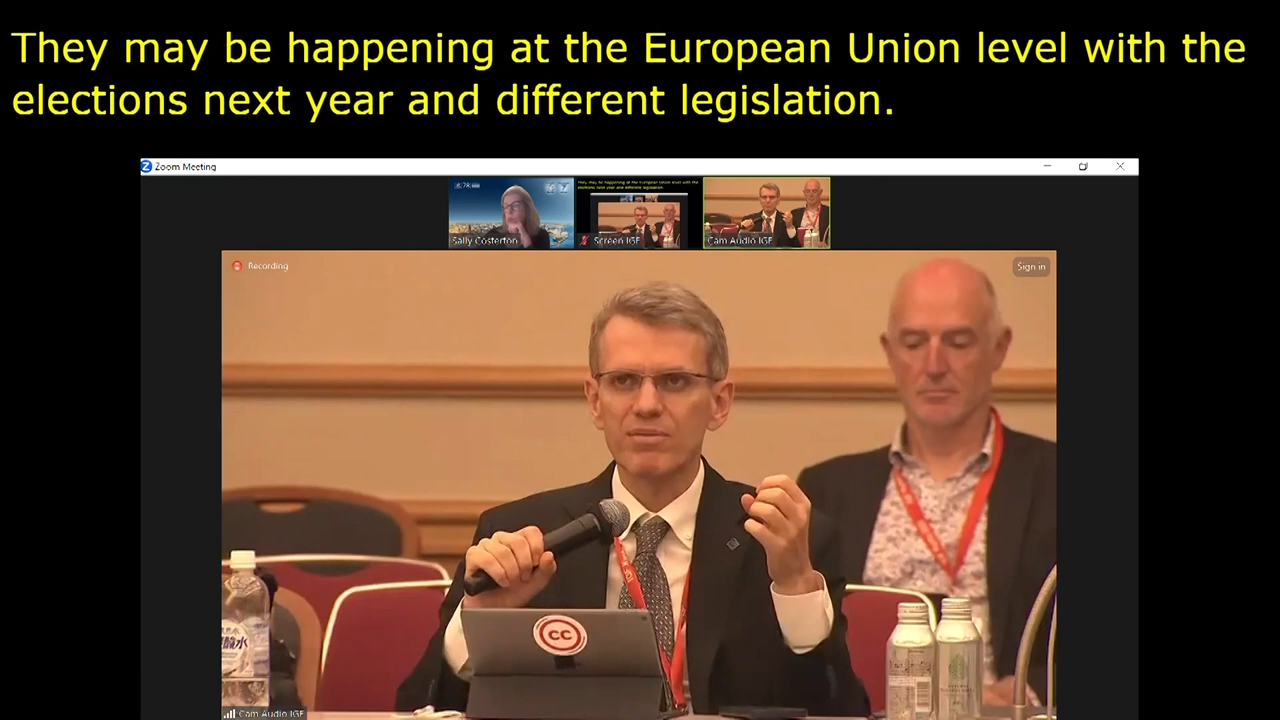 They may be happening at the European Union level with the
elections next year and different legislation.
Zoom Meeting
Sally Costerton
Screen IGF
Cam Audio IGF
Recording
Sign in
cc
Cam Audio IGF